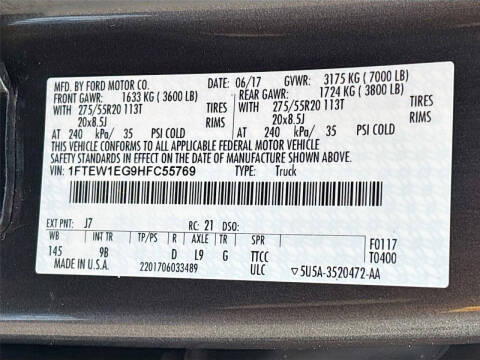 MFD. BY FORD MOTOR CO.
DATE: 06/17 GVWR: 3175 KG ( 7000 LB)
FRONT GAWR: 1633 KG ( 3600 LB) REAR GAWR: 1724 KG ( 3800 LB)
WITH 275/55R20 113T TIRES WITH 275/55R20 113T TIRES
20x8.5J RIMS 20x8.5J RIMS
AT 240 kPa/ 35 PSI COLD AT 240 kPa/ 35 PSI COLD
THIS VEHICLE CONFORMS TO ALL APPLICABLE FEDERAL MOTOR VEHICLE
SAFETY, BUMPER, AND THEFT PREVENTION STANDARDS IN EFFECT ON THE DATE OF MANUFACTURE SHOWN ABOVE.
VIN: 1FTEW1EG9HFC55769 TYPE: Truck
EXT PNT: J7 RC: 21 DSO:
WB INT TR TP/PS R AXLE TR SPR F0117
145 9B D L9 G TTCC T0400
MADE IN U.S.A. 2201706033489 ULC ▽5U5A-3520472-AA